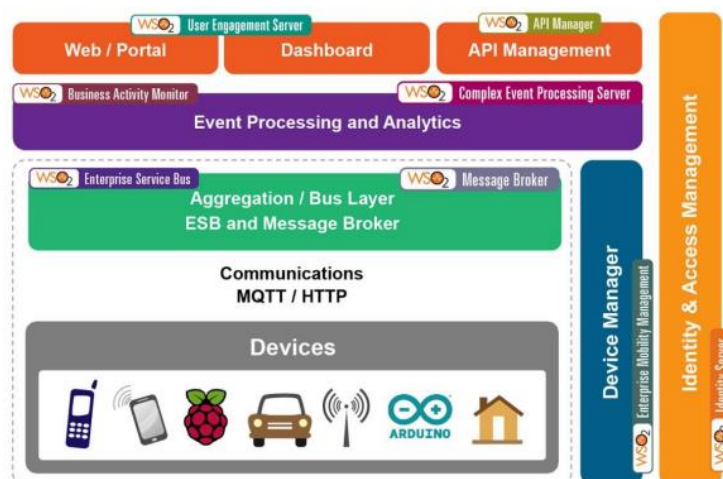 WSO2 User Engagement Server
WSO2 API Manager
Web / Portal
Dashboard
API Management
WSO2 Business Activity Monitor
WSO2 Complex Event Processing Server
Event Processing and Analytics
WSO2 Enterprise Service Bus
WSO2 Message Broker
Aggregation / Bus Layer
ESB and Message Broker
Communications
MQTT / HTTP
Devices
ARDUINO
Device Manager
WSO2 Enterprise Mobility Management
Identity & Access Management
WSO2 Identity Server